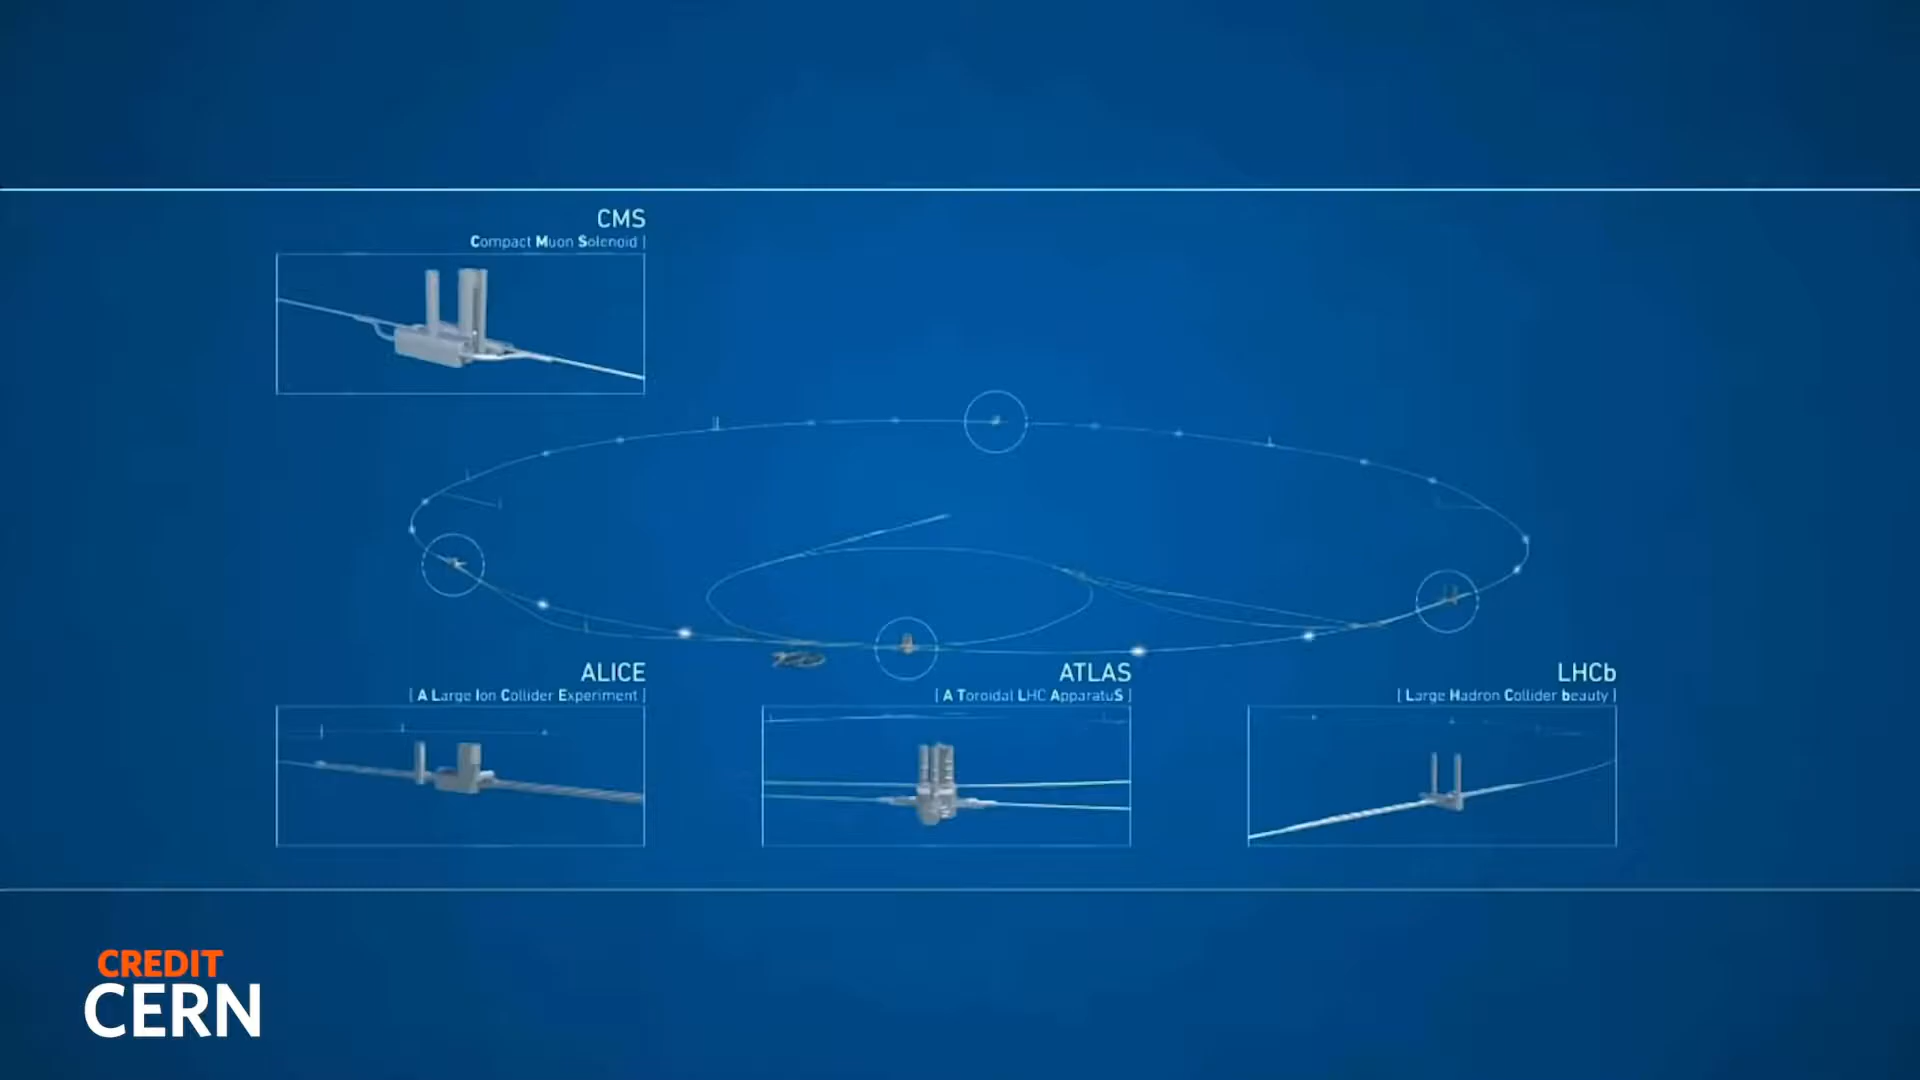 CMS
Compact Muon Solenoid ]
ALICE
[ A Large Ion Collider Experiment ]
ATLAS
[ A Toroidal LHC ApparatuS ]
LHCb
[ Large Hadron Collider beauty ]
CREDIT
CERN